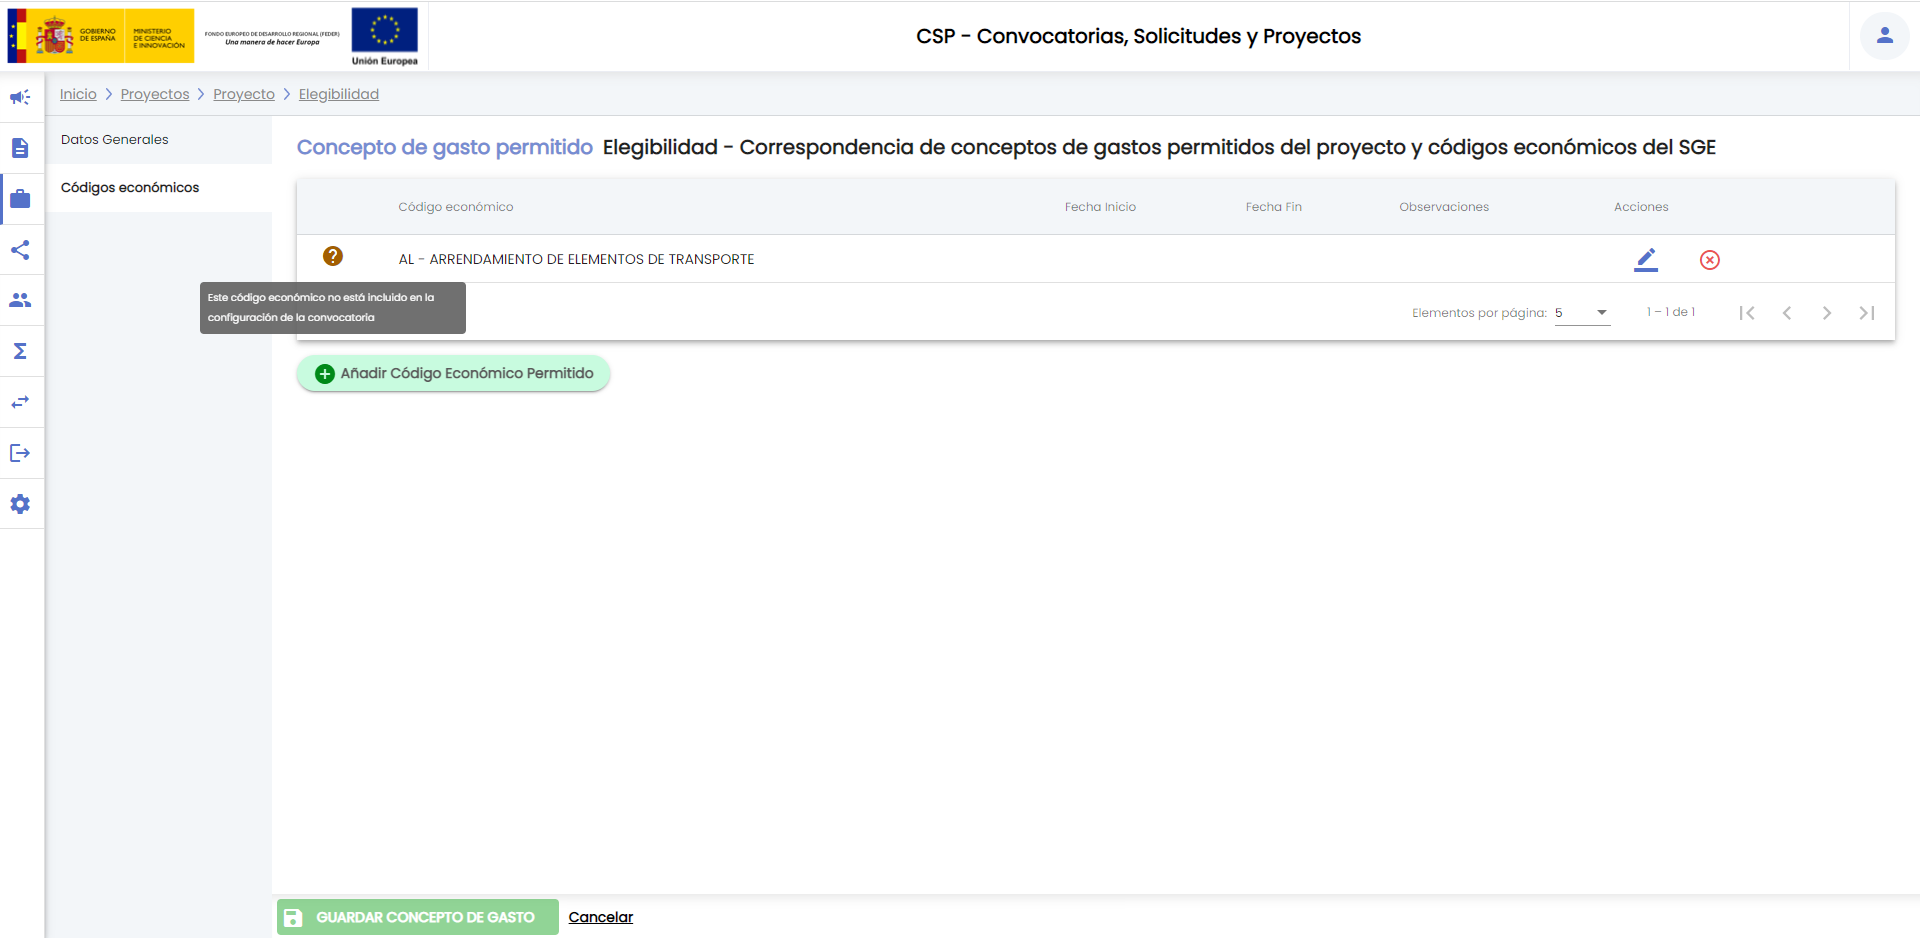 GOBIERNO
DE ESPAÑA
MINISTERIO
DE CIENCIA
E INNOVACIÓN
FONDO EUROPEO DE DESARROLLO REGIONAL (FEDER)
Una manera de hacer Europa
Unión Europea
CSP - Convocatorias, Solicitudes y Proyectos
Inicio > Proyectos > Proyecto > Elegibilidad
Datos Generales
Códigos económicos
Concepto de gasto permitido Elegibilidad - Correspondencia de conceptos de gastos permitidos del proyecto y códigos económicos del SGE
Código económico Fecha Inicio Fecha Fin Observaciones Acciones
AL - ARRENDAMIENTO DE ELEMENTOS DE TRANSPORTE
Este código económico no está incluido en la
configuración de la convocatoria
Elementos por página: 5 1 – 1 de 1
Añadir Código Económico Permitido
GUARDAR CONCEPTO DE GASTO Cancelar